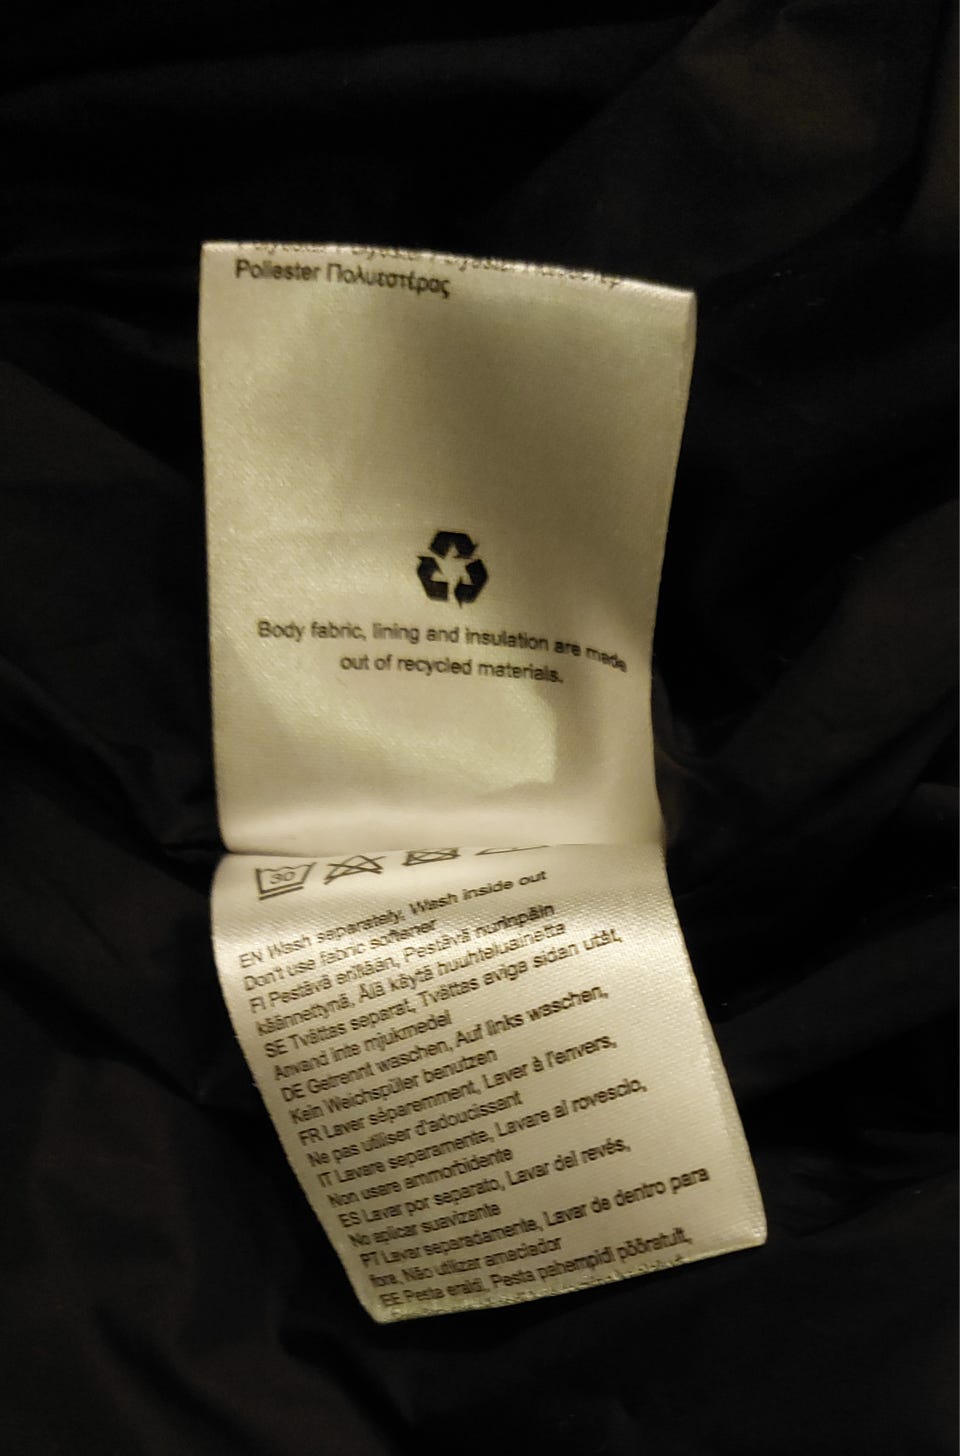 Poliester Πολυεστέρας
Body fabric, lining and insulation are made
out of recycled materials.
30
EN Wash separately, Wash inside out
Don't use fabric softener
FI Pestävä erillään, Pestävä nurinpäin
käännettynä, Älä käytä huuhteluainetta
SE Tvättas separat, Tvättas aviga sidan utåt,
Använd inte mjukmedel
DE Getrennt waschen, Auf links waschen,
Kein Weichspüler benutzen
FR Laver séparemment, Laver à l'envers,
Ne pas utiliser d'adoucissant
IT Lavare separamente, Lavare al rovescio,
Non usare ammorbidente
ES Lavar por separato, Lavar del revés,
No aplicar suavizante
PT Lavar separadamente, Lavar de dentro para
fora, Não utilizar amaciador
EE Pesta eraldi, Pesta pahempidi pööratult,